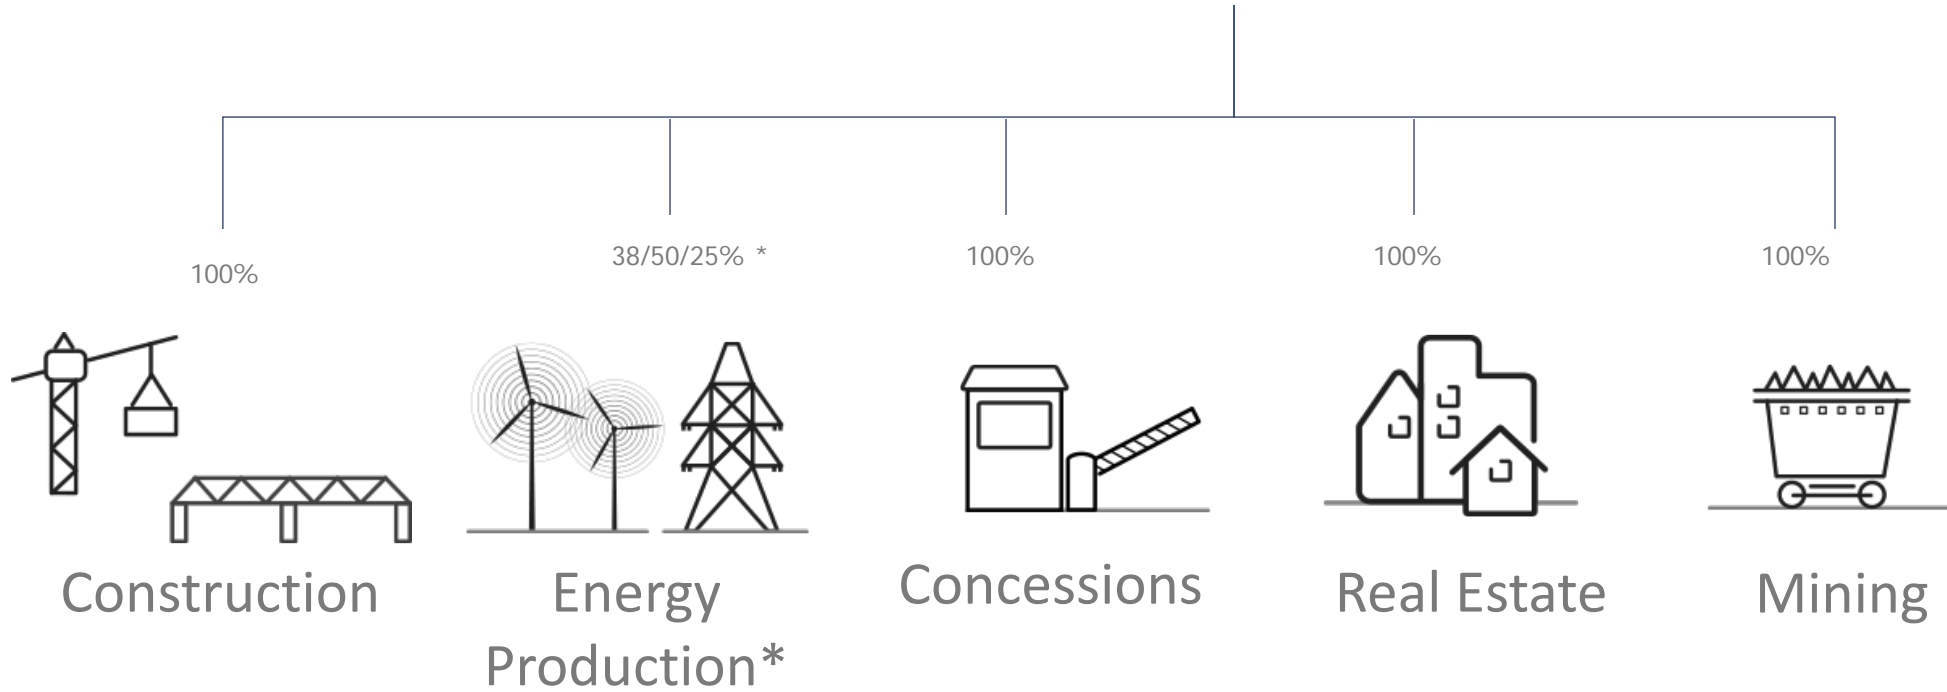 100%
38/50/25% *
100%
100%
100%
Construction
Energy
Production*
Concessions
Real Estate
Mining